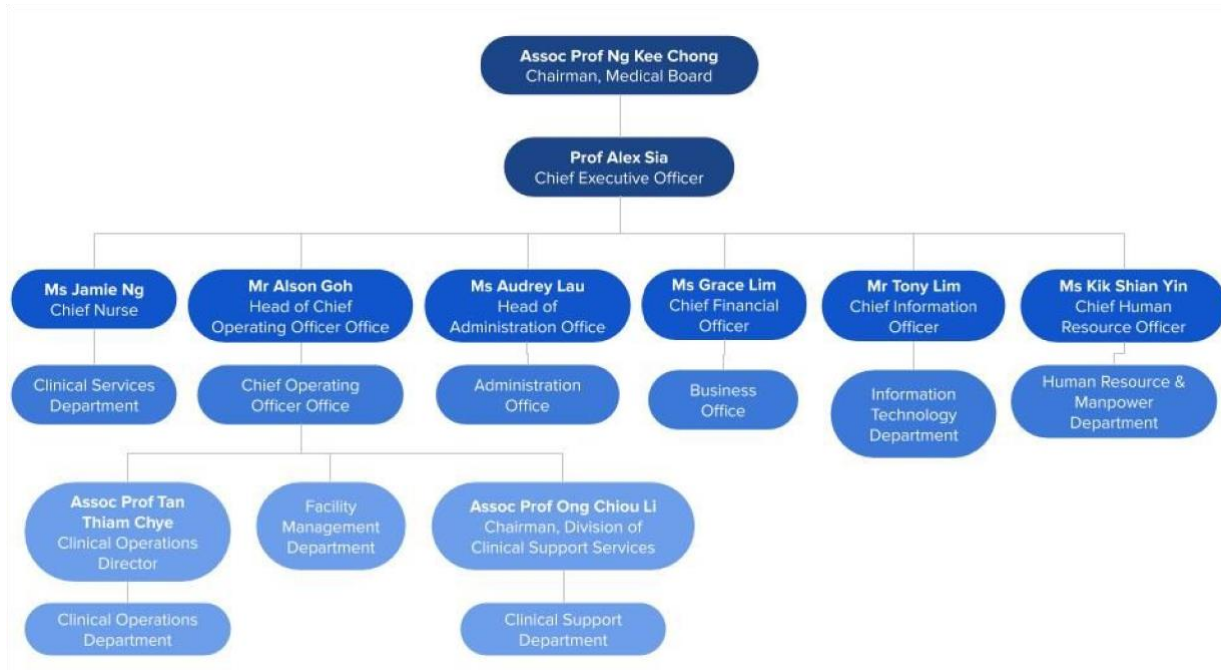 Assoc Prof Ng Kee Chong
Chairman, Medical Board
Prof Alex Sia
Chief Executive Officer
Ms Jamie Ng
Chief Nurse
Mr Alson Goh
Head of Chief
Operating Officer Office
Ms Audrey Lau
Head of
Administration Office
Ms Grace Lim
Chief Financial
Officer
Mr Tony Lim
Chief Information
Officer
Ms Kik Shian Yin
Chief Human
Resource Officer
Clinical Services
Department
Chief Operating
Officer Office
Administration
Office
Business
Office
Information
Technology
Department
Human Resource &
Manpower
Department
Assoc Prof Tan
Thiam Chye
Clinical Operations
Director
Facility
Management
Department
Assoc Prof Ong Chiou Li
Chairman, Division of
Clinical Support Services
Clinical Operations
Department
Clinical Support
Department